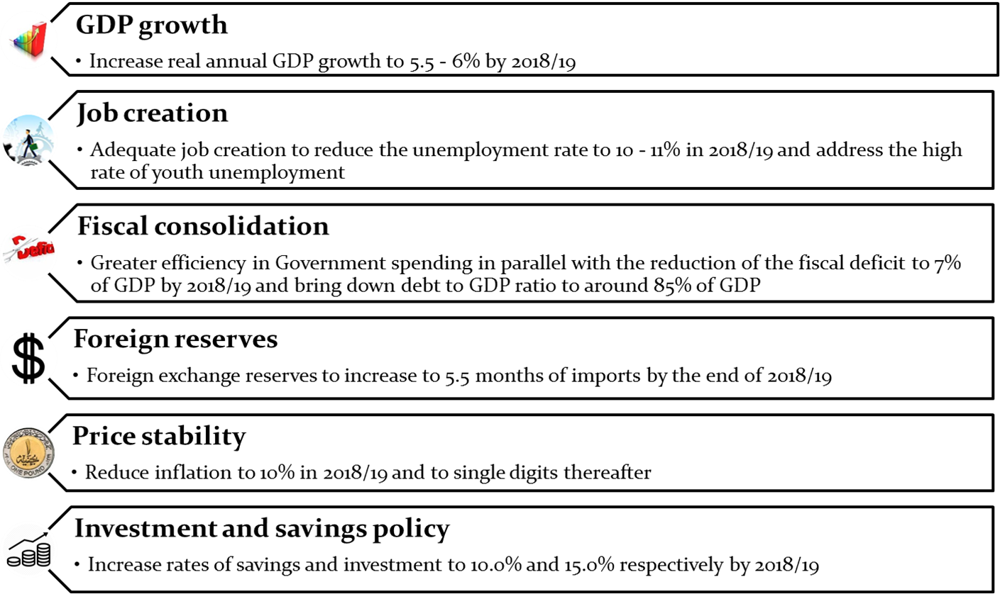 GDP growth
• Increase real annual GDP growth to 5.5 - 6% by 2018/19
Job creation
• Adequate job creation to reduce the unemployment rate to 10 - 11% in 2018/19 and address the high
rate of youth unemployment
Fiscal consolidation
• Greater efficiency in Government spending in parallel with the reduction of the fiscal deficit to 7%
of GDP by 2018/19 and bring down debt to GDP ratio to around 85% of GDP
$
Foreign reserves
• Foreign exchange reserves to increase to 5.5 months of imports by the end of 2018/19
ONE POUND
Price stability
• Reduce inflation to 10% in 2018/19 and to single digits thereafter
Investment and savings policy
• Increase rates of savings and investment to 10.0% and 15.0% respectively by 2018/19